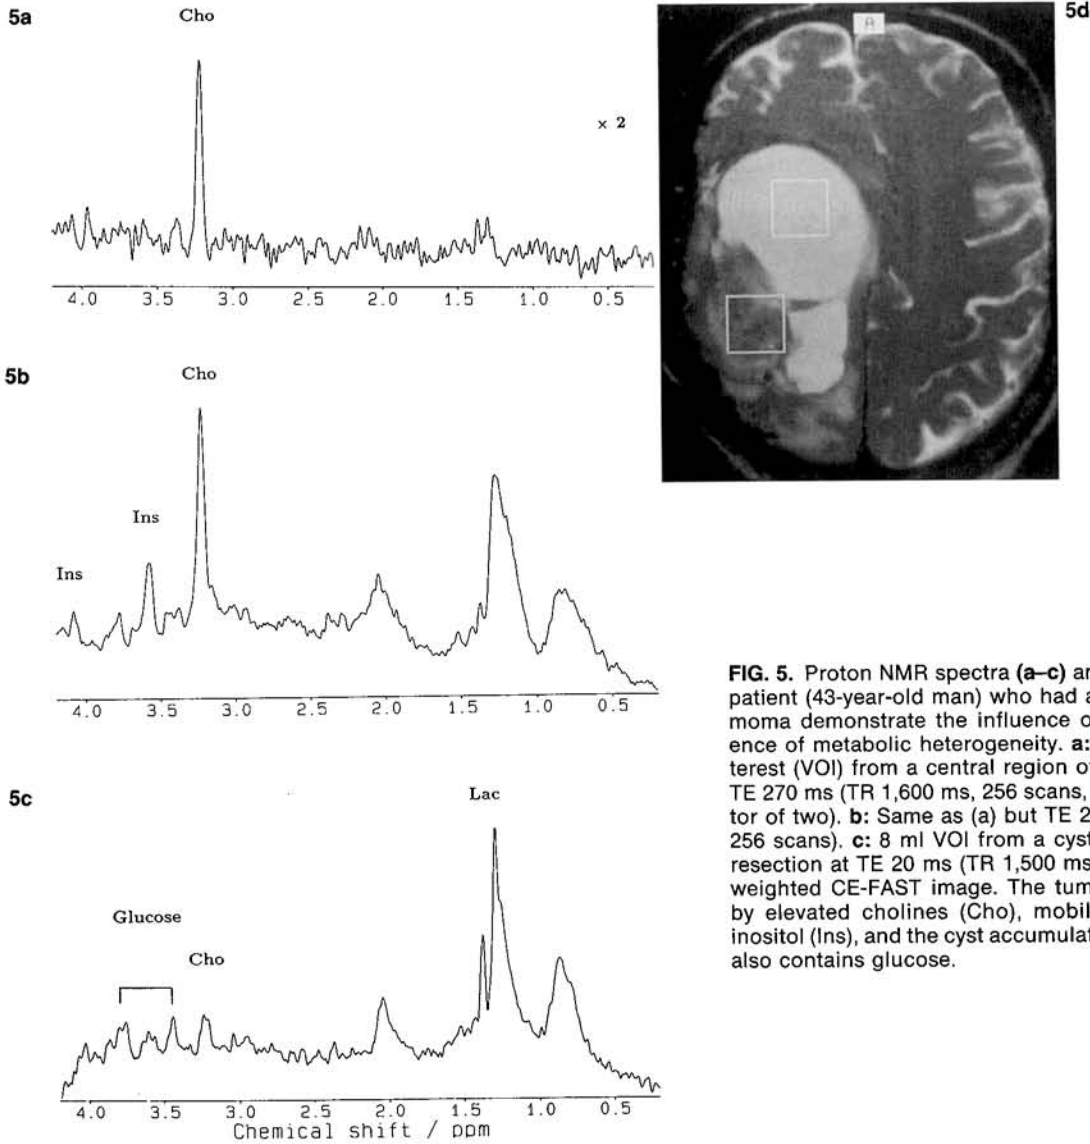 5a
Cho
× 2
4.0 3.5 3.0 2.5 2.0 1.5 1.0 0.5
A
5d
5b
Cho
Ins
Ins
4.0 3.5 3.0 2.5 2.0 1.5 1.0 0.5
5c
Lac
Glucose
Cho
4.0 3.5 3.0 2.5 2.0 1.5 1.0 0.5
Chemical shift / ppm
FIG. 5. Proton NMR spectra (a–c) an
patient (43-year-old man) who had a
moma demonstrate the influence o
ence of metabolic heterogeneity. a:
terest (VOI) from a central region of
TE 270 ms (TR 1,600 ms, 256 scans,
tor of two). b: Same as (a) but TE 2
256 scans). c: 8 ml VOI from a cyst
resection at TE 20 ms (TR 1,500 ms
weighted CE-FAST image. The tum
by elevated cholines (Cho), mobil
inositol (Ins), and the cyst accumulat
also contains glucose.